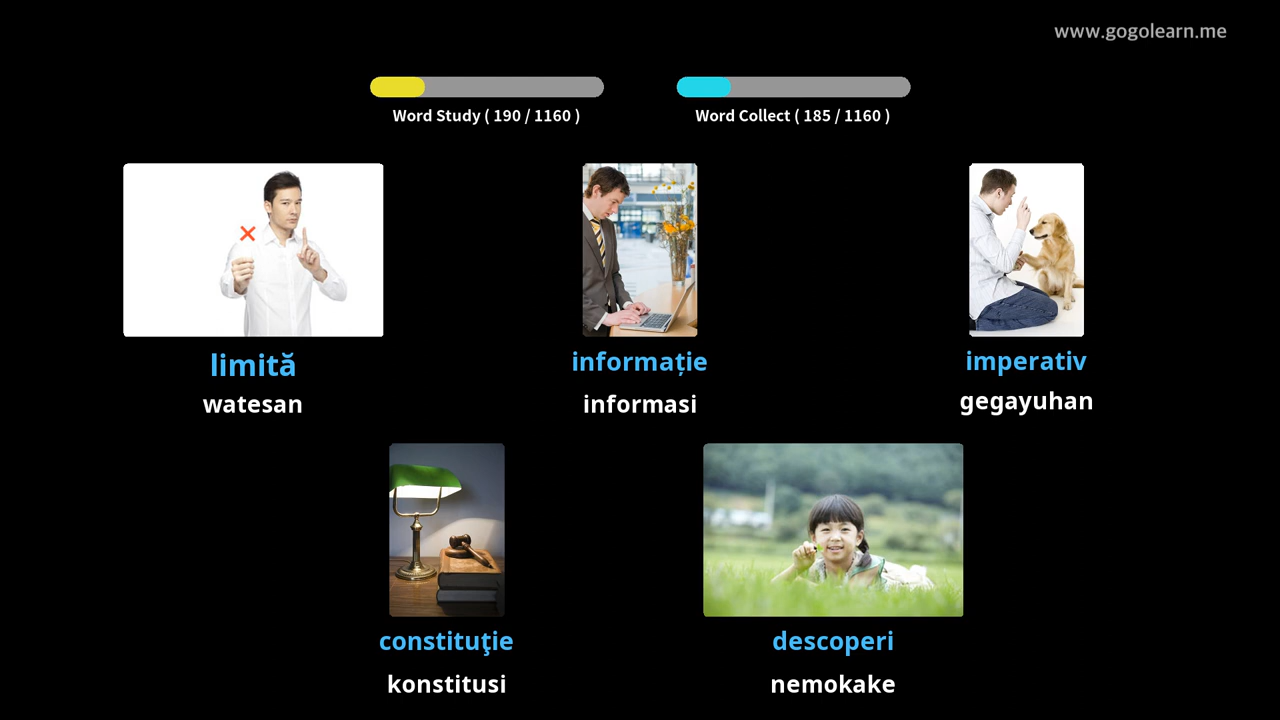 www.gogolearn.me
Word Study ( 190 / 1160 )
Word Collect ( 185 / 1160 )
limită
watesan
informație
informasi
imperativ
gegayuhan
constituţie
konstitusi
descoperi
nemokake